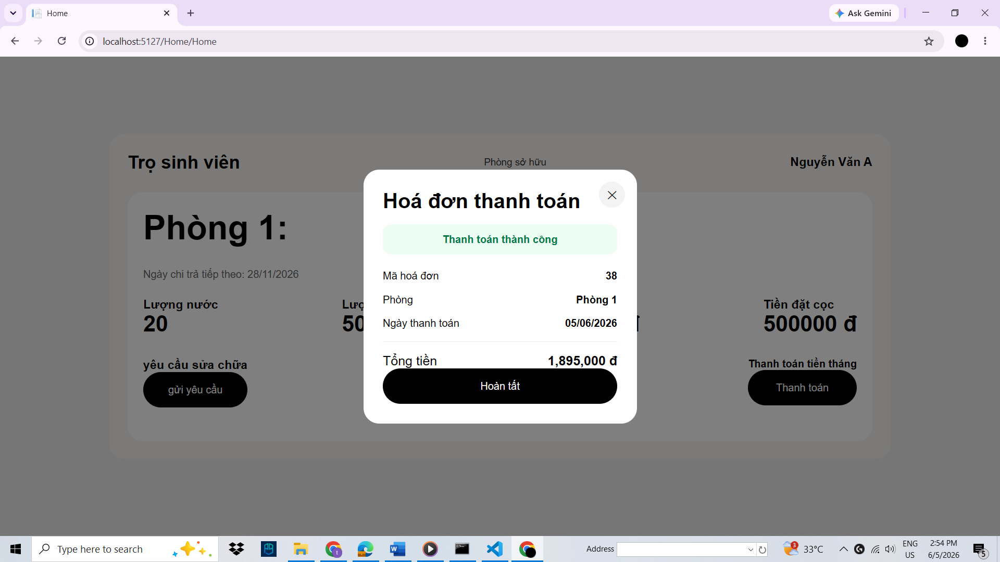 Home
Ask Gemini
localhost:5127/Home/Home
Trọ sinh viên
Phòng sở hữu
Nguyễn Văn A
Phòng 1:
Ngày chi trả tiếp theo: 28/11/2026
Lượng nước
20
50
Tiền đặt cọc
500000 đ
yêu cầu sửa chữa
gửi yêu cầu
Thanh toán tiền tháng
Thanh toán
Hoá đơn thanh toán
Thanh toán thành công
Mã hoá đơn 38
Phòng Phòng 1
Ngày thanh toán 05/06/2026
Tổng tiền 1,895,000 đ
Hoàn tất
Type here to search
Address
3
33°C
ENG
US
2:54 PM
6/5/2026
5